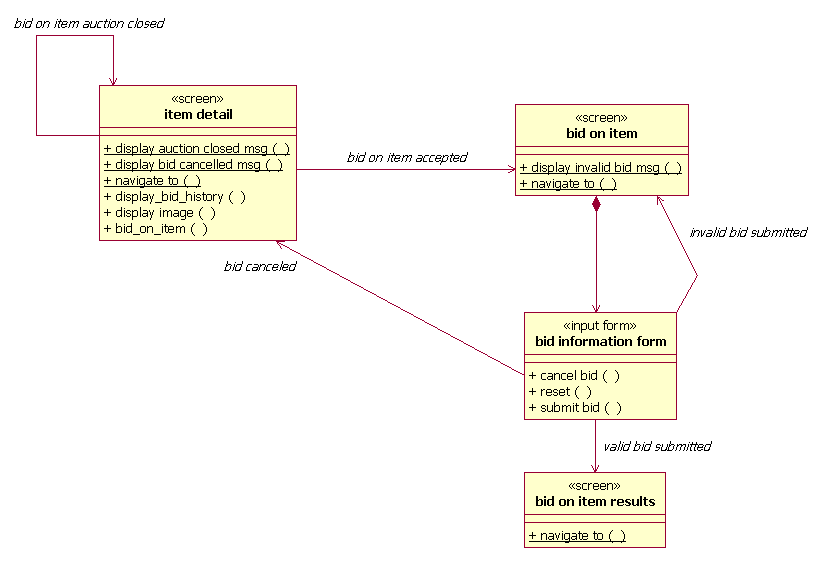 bid on item auction closed
«screen»
item detail
+ display auction closed msg ( )
+ display bid cancelled msg ( )
+ navigate to ( )
+ display_bid_history ( )
+ display image ( )
+ bid_on_item ( )
bid on item accepted
«screen»
bid on item
+ display invalid bid msg ( )
+ navigate to ( )
invalid bid submitted
bid canceled
«input form»
bid information form
+ cancel bid ( )
+ reset ( )
+ submit bid ( )
valid bid submitted
«screen»
bid on item results
+ navigate to ( )